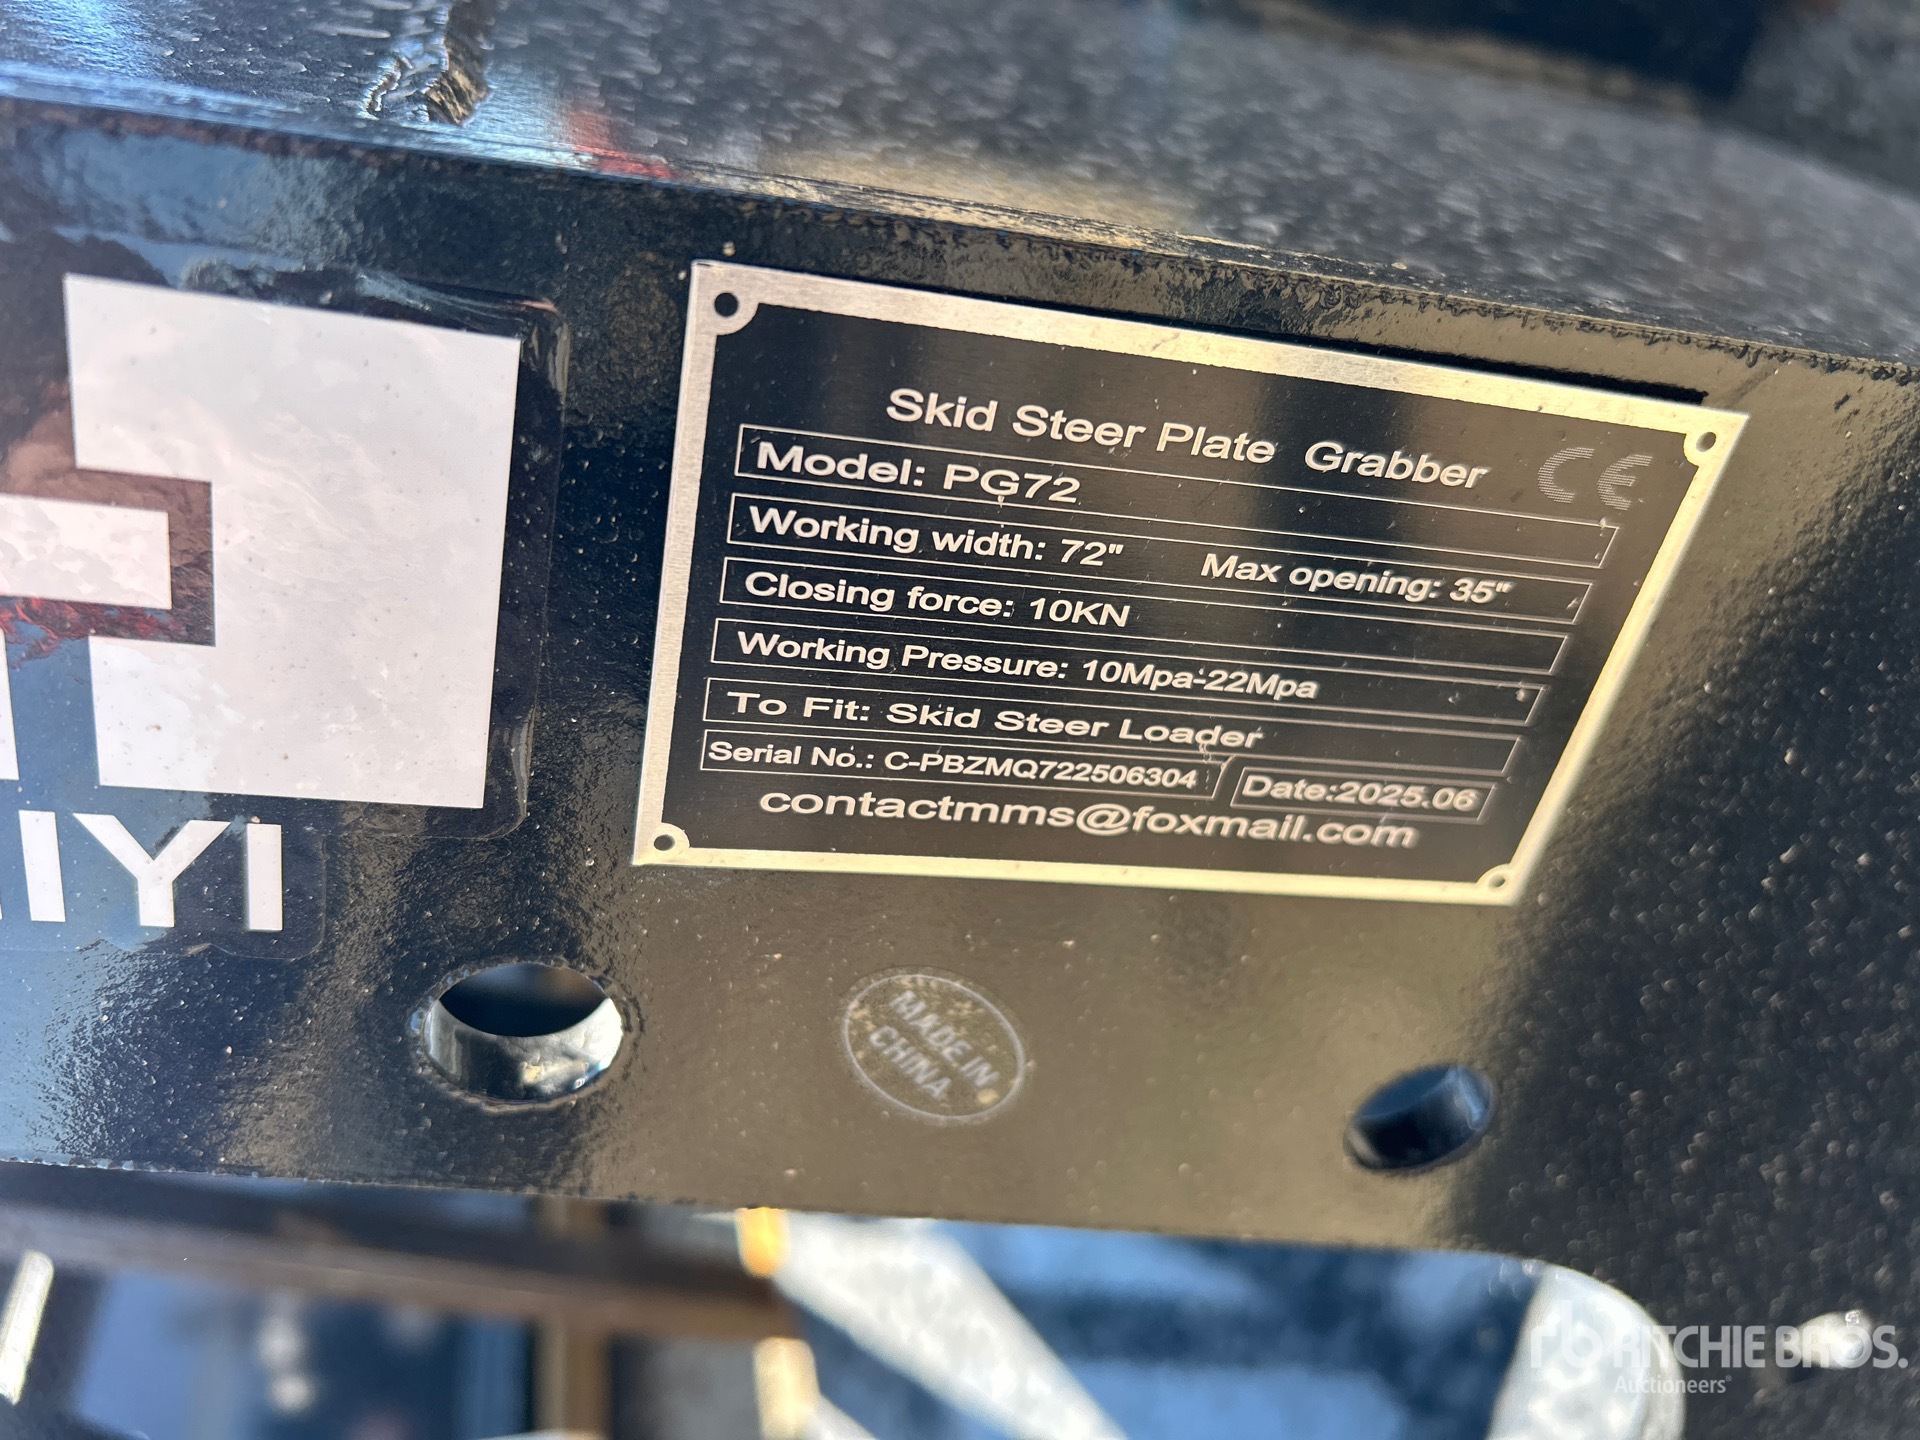 Skid Steer Plate Grabber
CE
Model: PG72
Working width: 72" Max opening: 35"
Closing force: 10KN
Working Pressure: 10Mpa-22Mpa
To Fit: Skid Steer Loader
Serial No.: C-PBZMQ722506304 Date:2025.06
contactmms@foxmail.com
IYI
MADE IN
CHINA
RITCHIE BROS.
Auctioneers